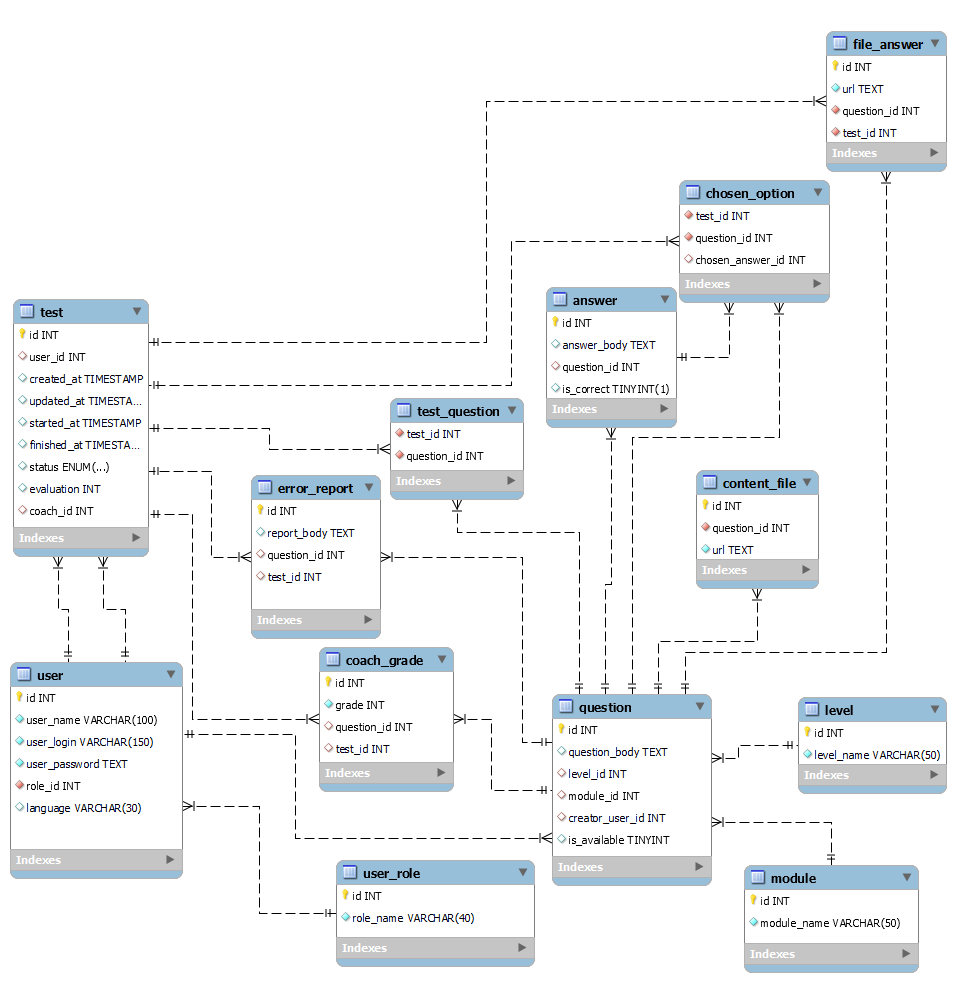 file_answer
id INT
url TEXT
question_id INT
test_id INT
Indexes
chosen_option
test_id INT
question_id INT
chosen_answer_id INT
Indexes
answer
id INT
answer_body TEXT
question_id INT
is_correct TINYINT(1)
Indexes
test
id INT
user_id INT
created_at TIMESTAMP
updated_at TIMESTA...
started_at TIMESTAMP
finished_at TIMESTA...
status ENUM(...)
evaluation INT
coach_id INT
Indexes
test_question
test_id INT
question_id INT
Indexes
error_report
id INT
report_body TEXT
question_id INT
test_id INT
Indexes
content_file
id INT
question_id INT
url TEXT
Indexes
user
id INT
user_name VARCHAR(100)
user_login VARCHAR(150)
user_password TEXT
role_id INT
language VARCHAR(30)
Indexes
coach_grade
id INT
grade INT
question_id INT
test_id INT
Indexes
question
id INT
question_body TEXT
level_id INT
module_id INT
creator_user_id INT
is_available TINYINT
Indexes
level
id INT
level_name VARCHAR(50)
Indexes
user_role
id INT
role_name VARCHAR(40)
Indexes
module
id INT
module_name VARCHAR(50)
Indexes